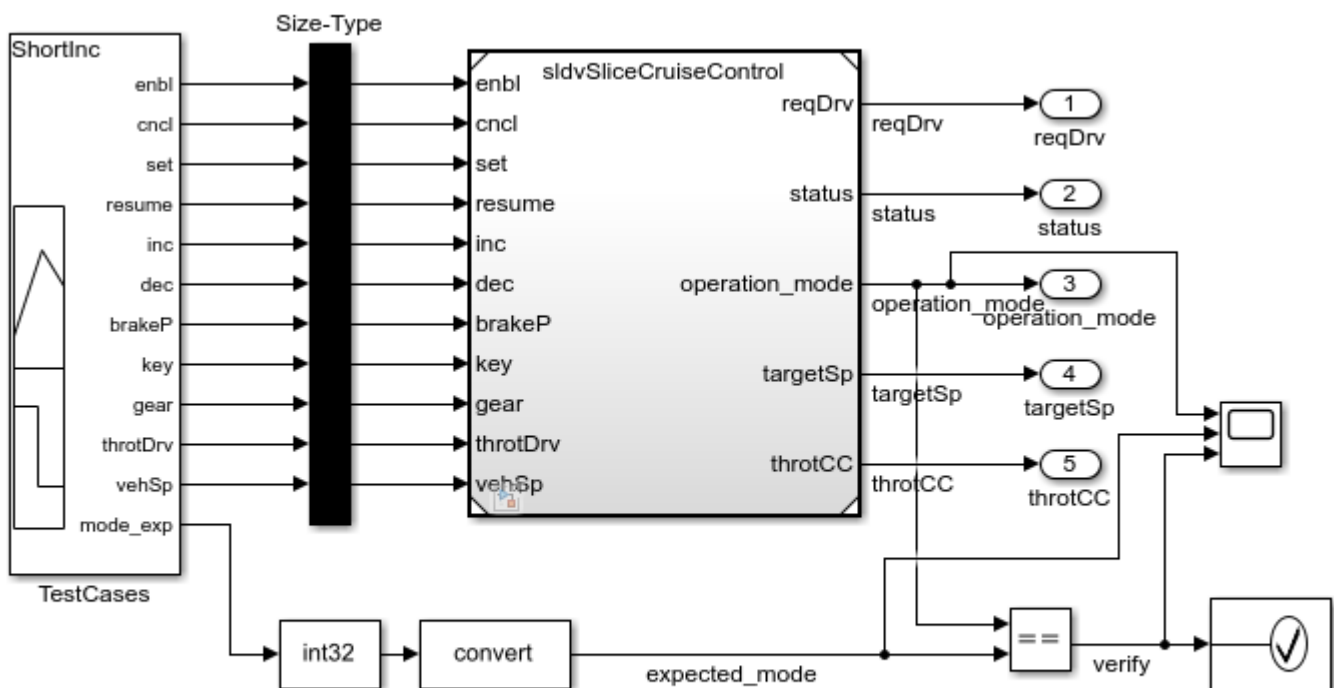 Size-Type
ShortInc
enbl
cncl
set
resume
inc
dec
brakeP
key
gear
throtDrv
vehSp
mode_exp
TestCases
sldvSliceCruiseControl
enbl
cncl
set
resume
inc
dec
brakeP
key
gear
throtDrv
vehSp
reqDrv
status
operation_mode
targetSp
throtCC
reqDrv
status
operation_mode
targetSp
throtCC
1
reqDrv
2
status
3
operation_mode
4
targetSp
5
throtCC
int32
convert
expected_mode
==
verify